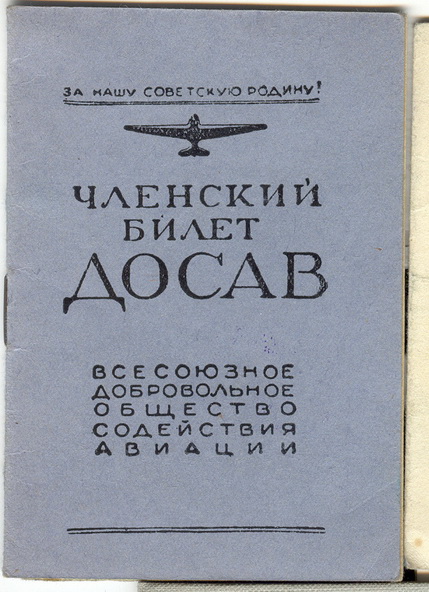 ЗА НАШУ СОВЕТСКУЮ РОДИНУ!
ЧЛЕНСКИЙ
БИЛЕТ
ДОСАВ
ВСЕСОЮЗНОЕ
ДОБРОВОЛЬНОЕ
ОБЩЕСТВО
СОДЕЙСТВИЯ
АВИАЦИИ